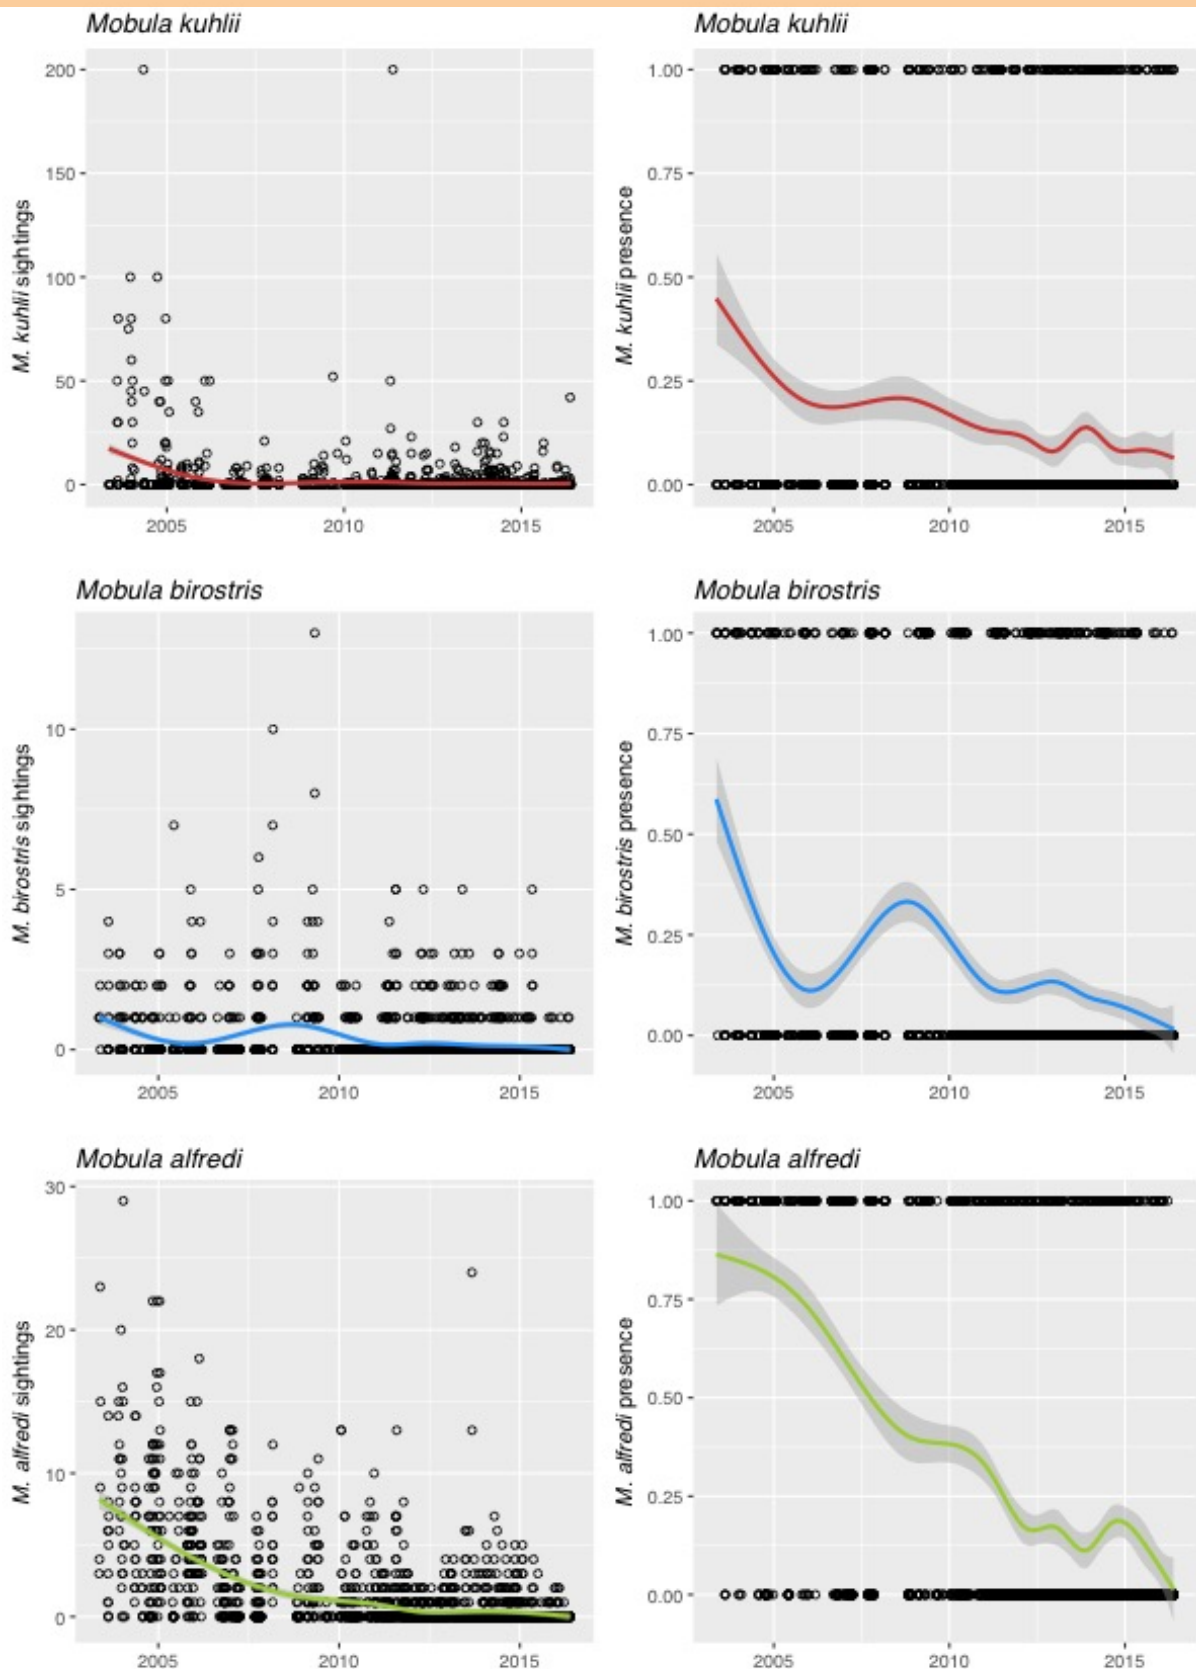 Mobula kuhlii
M. kuhlii sightings
200
150
100
50
0
2005 2010 2015
Mobula kuhlii
M. kuhlii presence
1.00
0.75
0.50
0.25
0.00
2005 2010 2015
Mobula birostris
M. birostris sightings
10
5
0
2005 2010 2015
Mobula birostris
M. birostris presence
1.00
0.75
0.50
0.25
0.00
2005 2010 2015
Mobula alfredi
M. alfredi sightings
30
20
10
0
2005 2010 2015
Mobula alfredi
M. alfredi presence
1.00
0.75
0.50
0.25
0.00
2005 2010 2015